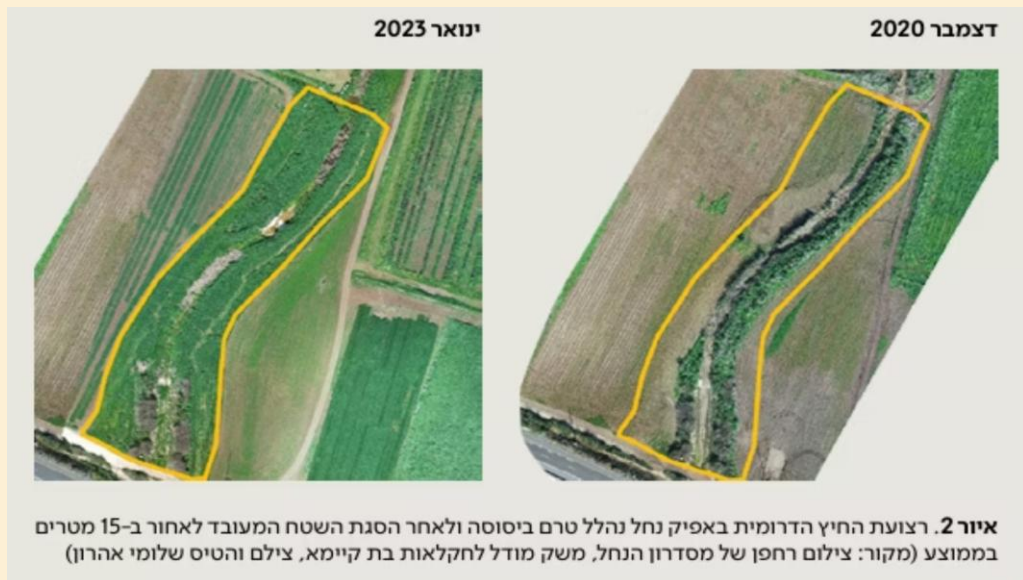 דצמבר 2020
ינואר 2023
איור 2. רצועת החיץ הדרומית באפיק נחל נהלל טרם ביסוסה ולאחר הסגת השטח המעובד לאחור ב-15 מטרים
בממוצע (מקור: צילום רחפן של מסדרון הנחל, משק מודל לחקלאות בת קיימא, צילם והטיס שלומי אהרון)